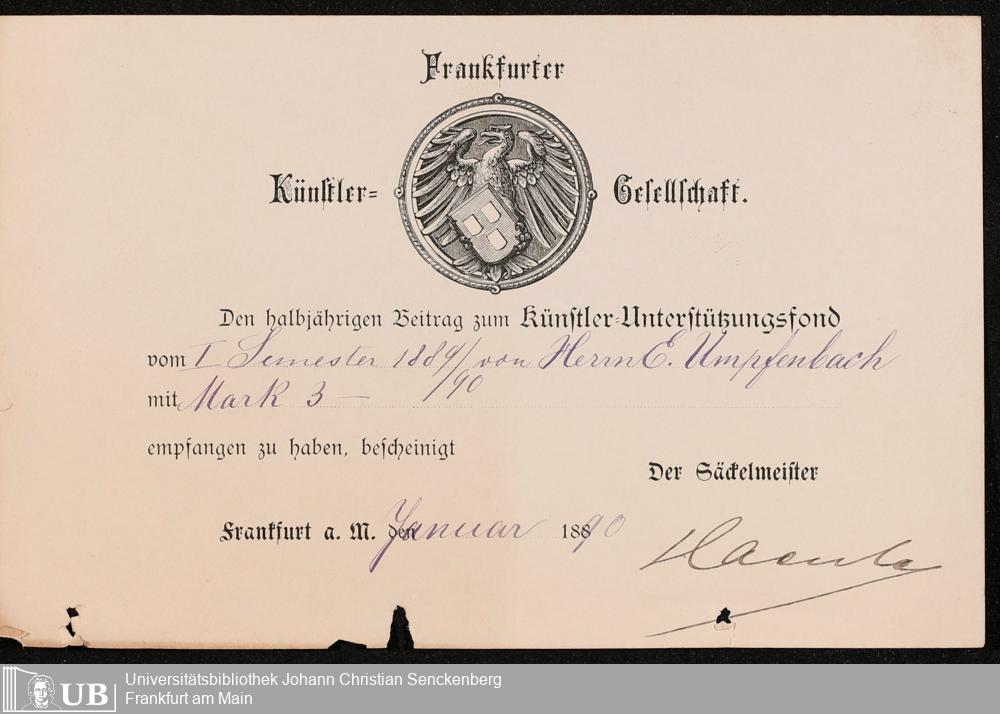 Frankfurter
Künstler= Gesellschaft.
Den halbjährigen Beitrag zum Künstler=Unterstützungsfond
vom I Semester 1889/90 von Herrn E. Umpfenbach
mit Mark 3 —
empfangen zu haben, bescheinigt
Der Säckelmeister
Frankfurt a. M. den Januar 1890
UB
Universitätsbibliothek Johann Christian Senckenberg
Frankfurt am Main